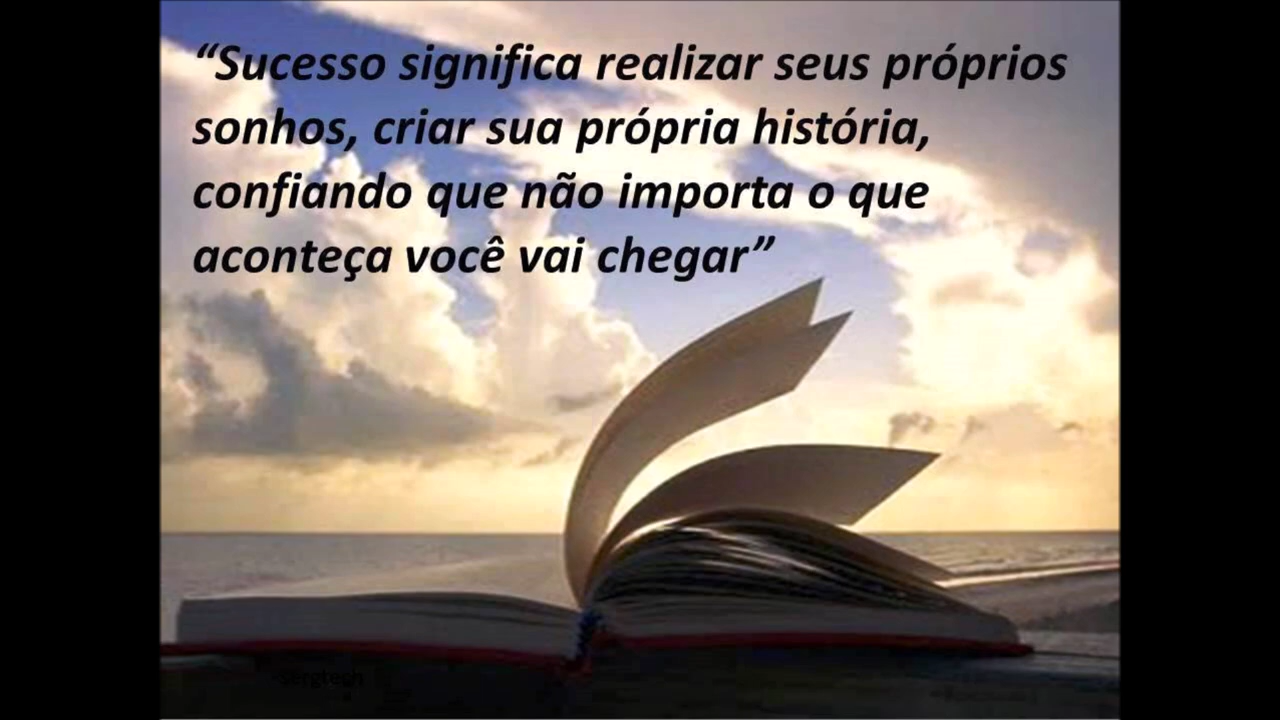 “Sucesso significa realizar seus próprios
sonhos, criar sua própria história,
confiando que não importa o que
aconteça você vai chegar”